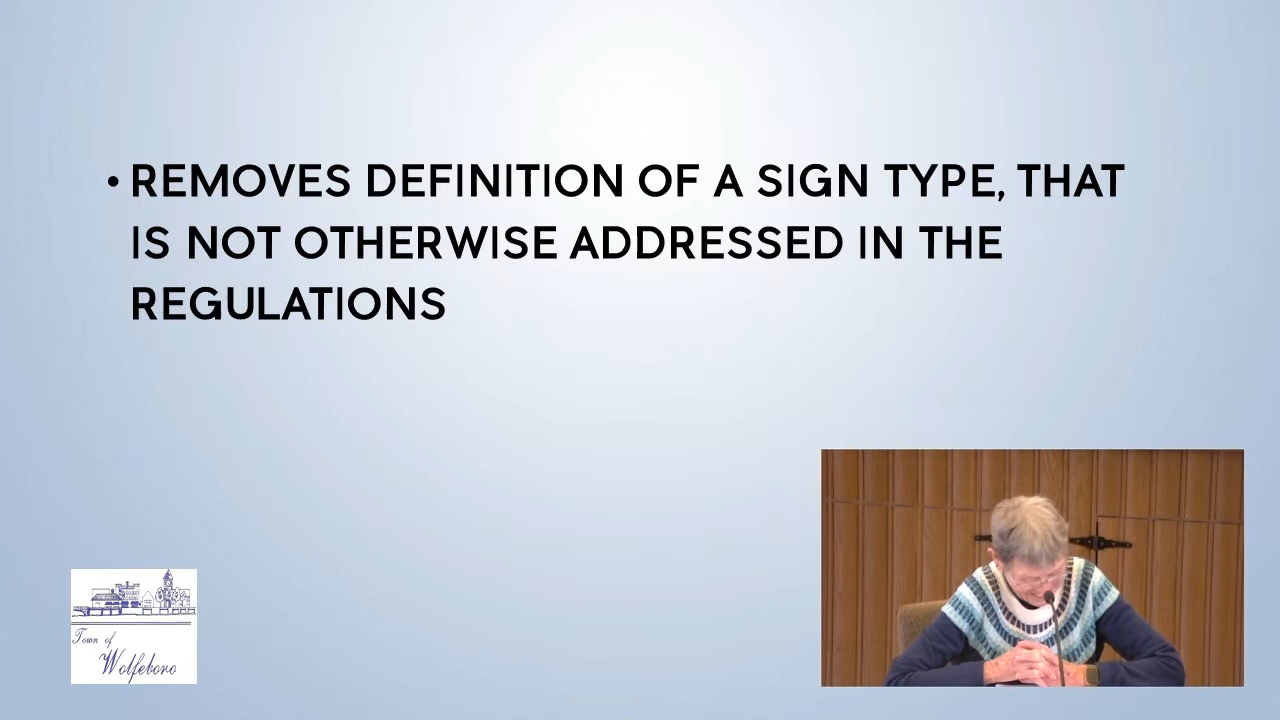 • REMOVES DEFINITION OF A SIGN TYPE, THAT
IS NOT OTHERWISE ADDRESSED IN THE
REGULATIONS
Town of
Wolfeboro